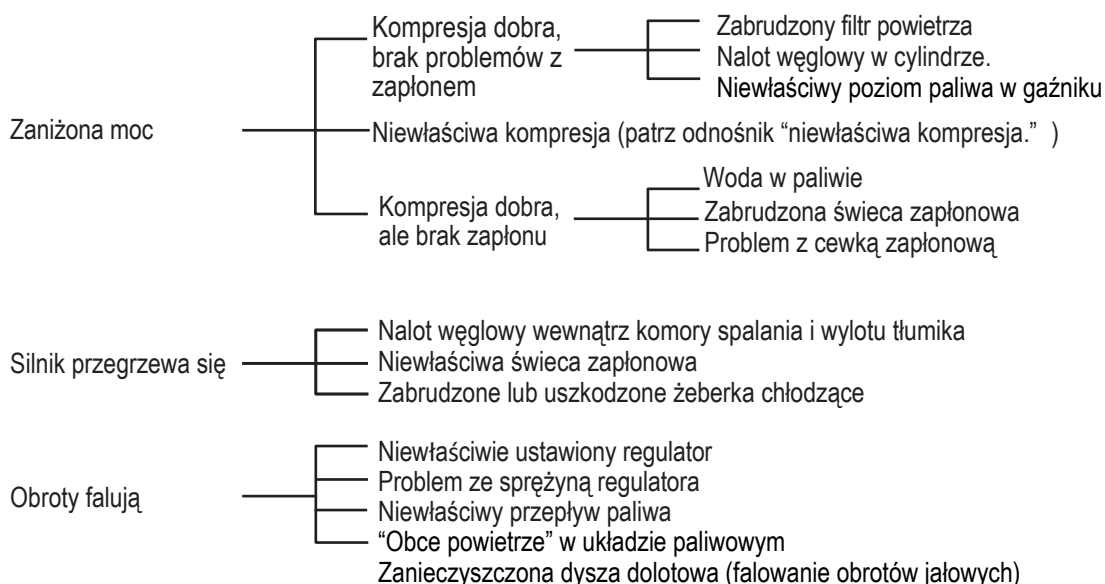 Zaniżona moc
Kompresja dobra,
brak problemów z
zapłonem
Zabrudzony filtr powietrza
Nalot węglowy w cylindrze.
Niewłaściwy poziom paliwa w gaźniku
Niewłaściwa kompresja (patrz odnośnik “niewłaściwa kompresja.” )
Kompresja dobra,
ale brak zapłonu
Woda w paliwie
Zabrudzona świeca zapłonowa
Problem z cewką zapłonową
Silnik przegrzewa się
Nalot węglowy wewnątrz komory spalania i wylotu tłumika
Niewłaściwa świeca zapłonowa
Zabrudzone lub uszkodzone żeberka chłodzące
Obroty falują
Niewłaściwie ustawiony regulator
Problem ze sprężyną regulatora
Niewłaściwy przepływ paliwa
“Obce powietrze” w układzie paliwowym
Zanieczyszczona dysza dolotowa (falowanie obrotów jałowych)